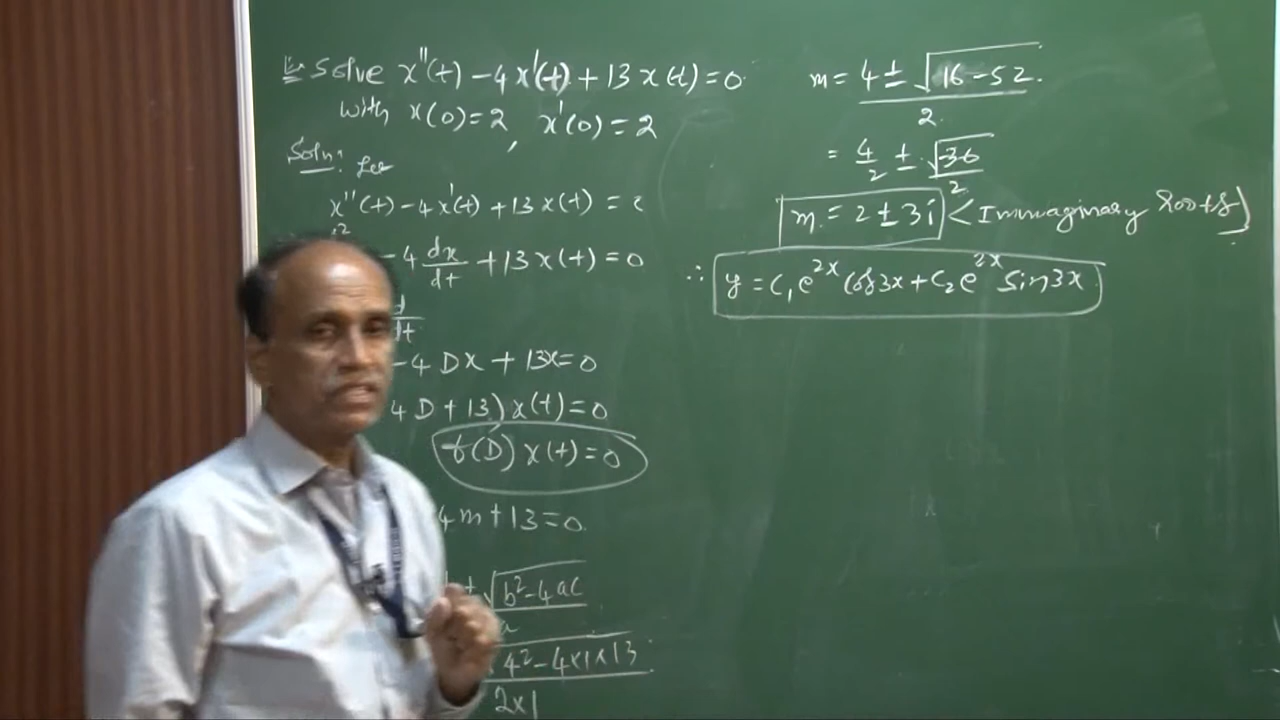 Solve x''(t) - 4x'(t) + 13x(t) = 0
with x(0) = 2, x'(0) = 2
Soln: Let
x''(t) - 4x'(t) + 13x(t) =
- 4 dx/dt + 13x(t) = 0
d/dt
- 4Dx + 13x = 0
4D + 13) x(t) = 0
f(D) x(t) = 0
4m + 13 = 0
± √b² - 4ac
√4² - 4×1×13
2×1
m = 4 ± √16 - 52
2
= 4/2 ± √-36/2
m = 2 ± 3i < Immaginary Roots)
∴ y = C₁e^2x Cos3x + C₂e^2x Sin3x